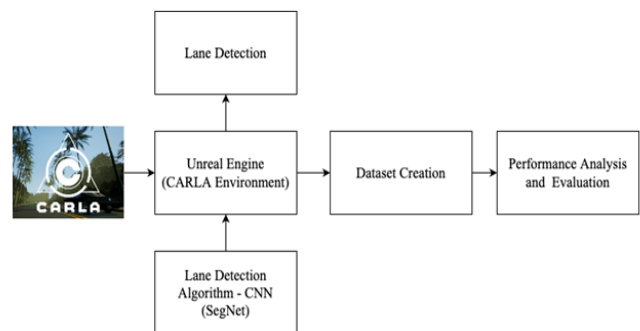 Lane Detection
CARLA
Unreal Engine
(CARLA Environment)
Dataset Creation
Performance Analysis
and Evaluation
Lane Detection
Algorithm - CNN
(SegNet)